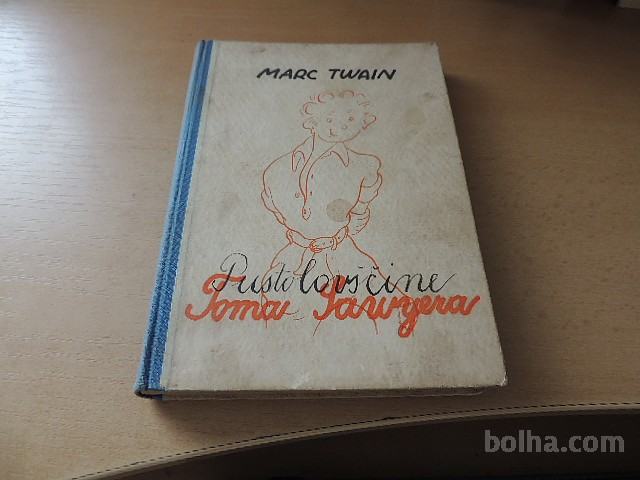 MARC TWAIN
Pustolovščine
Toma Sawyera
bolha.com